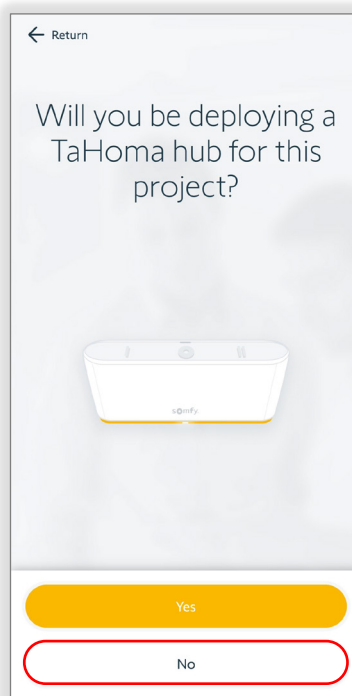 ← Return
Will you be deploying a
TaHoma hub for this
project?
somfy
Yes
No